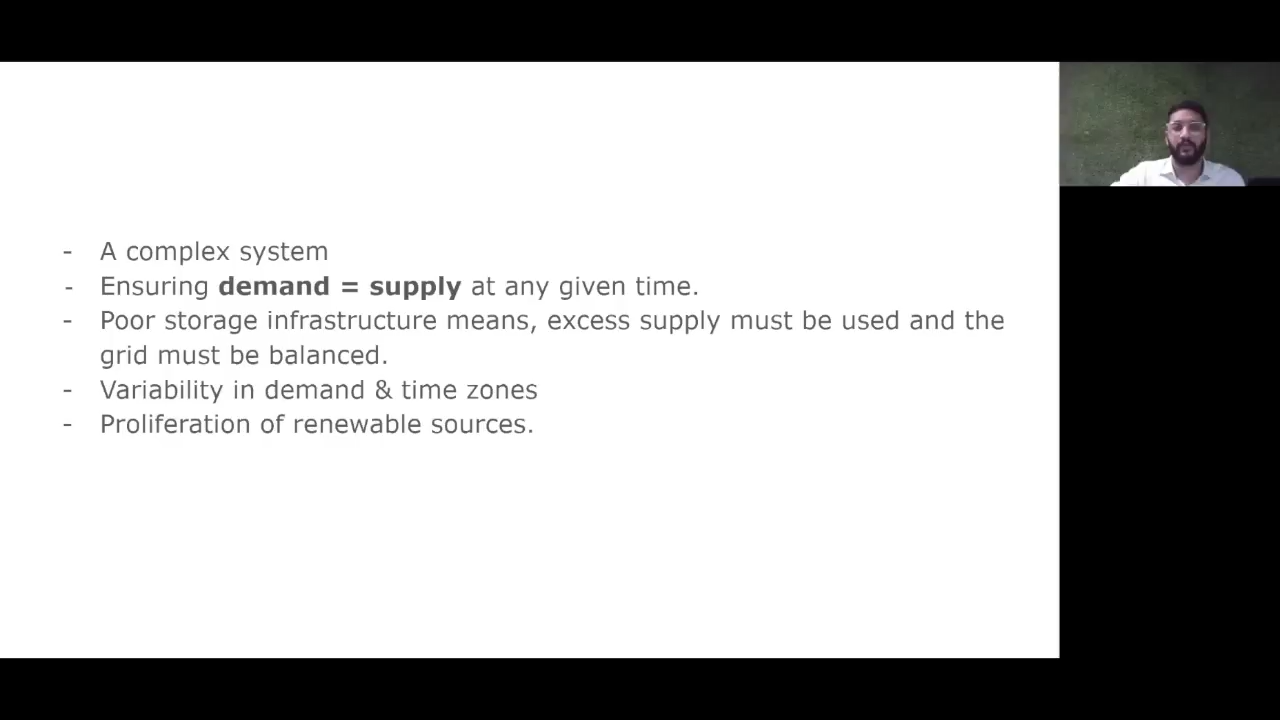 - A complex system
- Ensuring demand = supply at any given time.
- Poor storage infrastructure means, excess supply must be used and the
grid must be balanced.
- Variability in demand & time zones
- Proliferation of renewable sources.